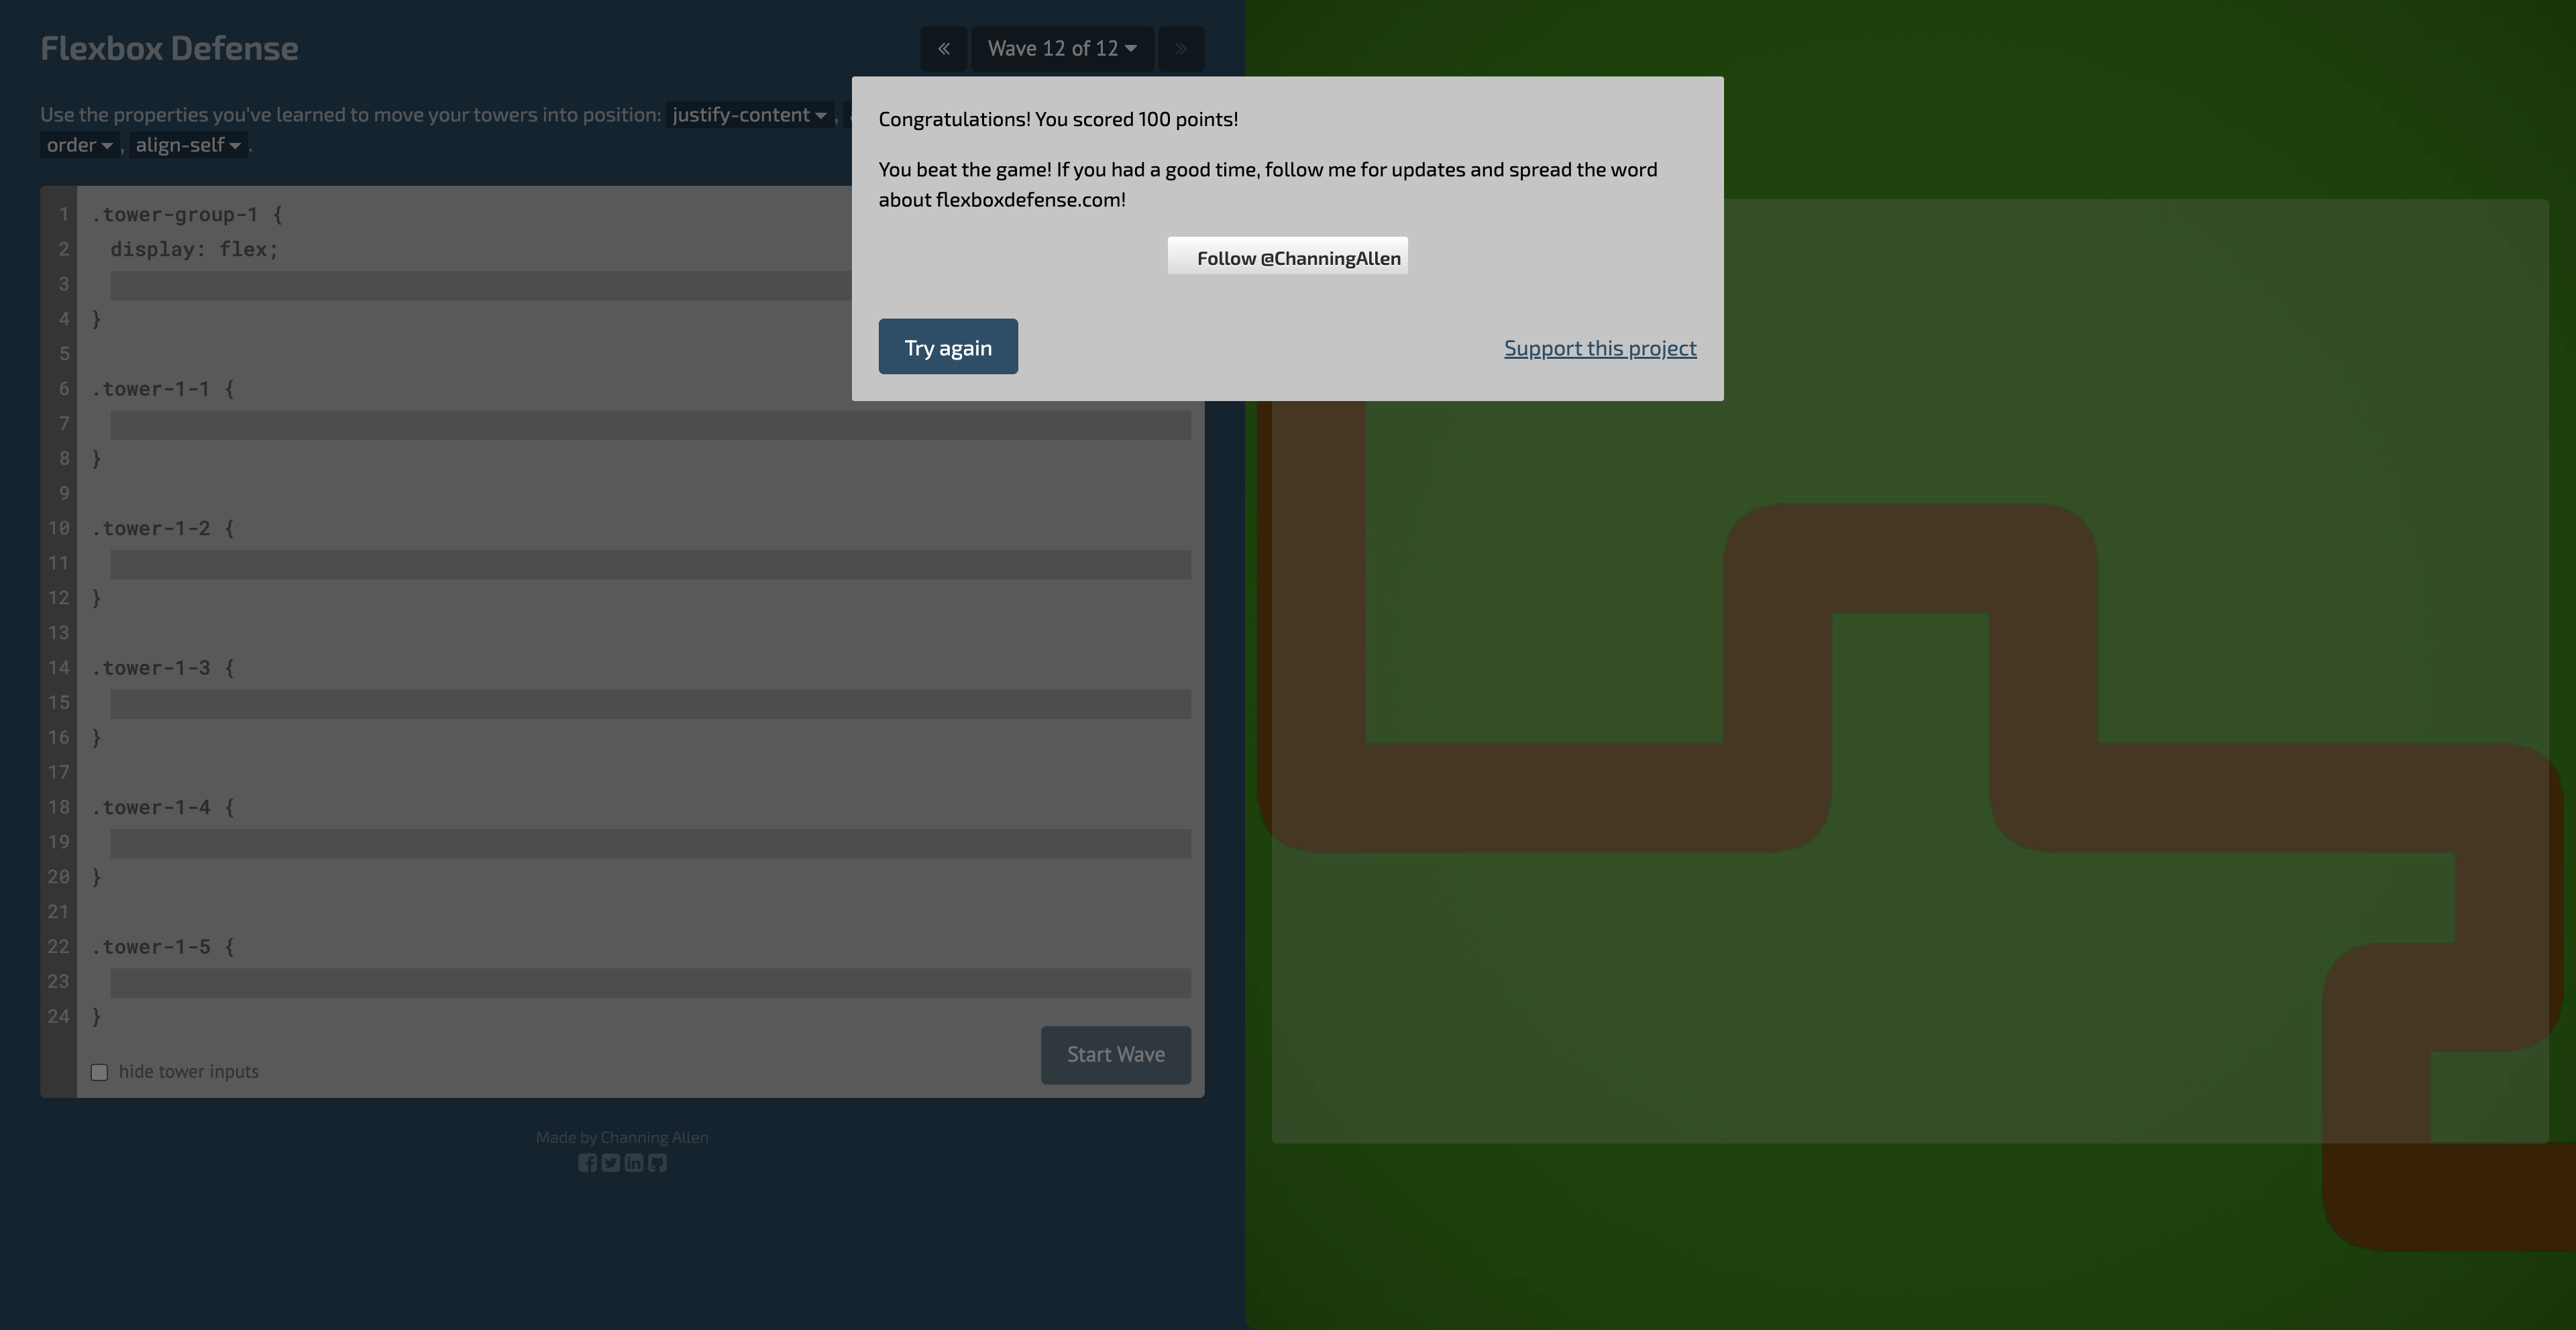 Flexbox Defense
«
Wave 12 of 12
»
Use the properties you've learned to move your towers into position: justify-content ,
order , align-self .
Congratulations! You scored 100 points!
You beat the game! If you had a good time, follow me for updates and spread the word
about flexboxdefense.com!
Follow @ChanningAllen
Try again
Support this project
1 .tower-group-1 {
2 display: flex;
3
4 }
5
6 .tower-1-1 {
7
8 }
9
10 .tower-1-2 {
11
12 }
13
14 .tower-1-3 {
15
16 }
17
18 .tower-1-4 {
19
20 }
21
22 .tower-1-5 {
23
24 }
hide tower inputs
Start Wave
Made by Channing Allen